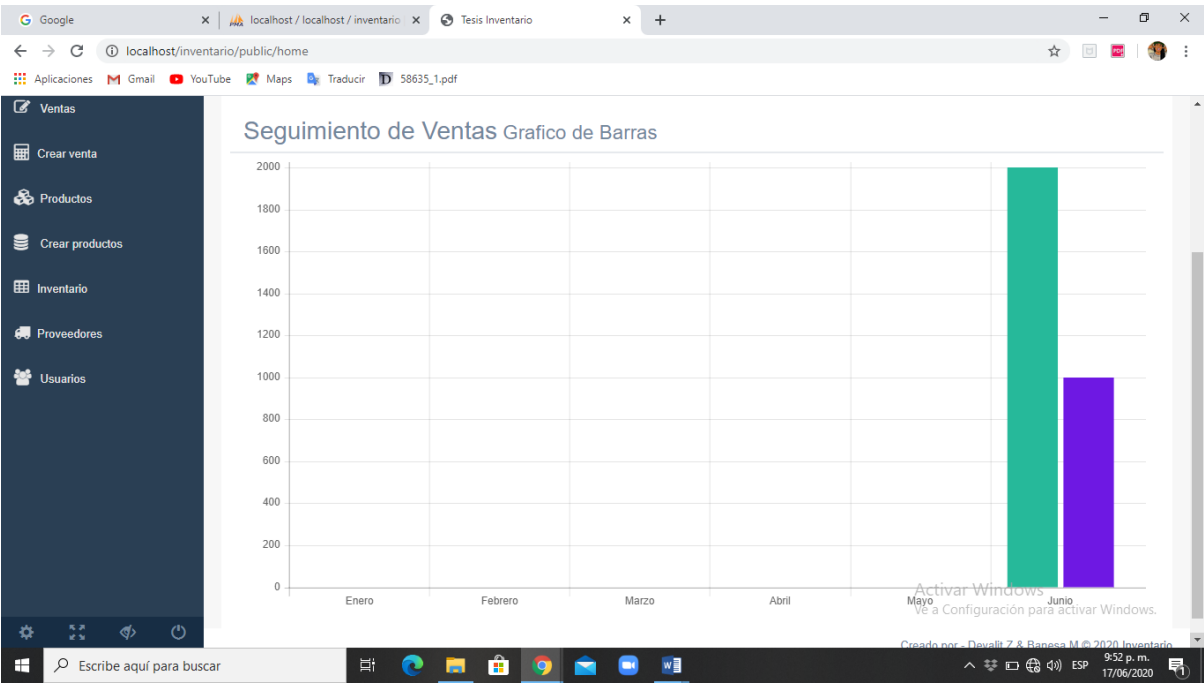 Google
localhost / localhost / inventario
Tesis Inventario
localhost/inventario/public/home
Aplicaciones
Gmail
YouTube
Maps
Traducir
58635_1.pdf
Ventas
Crear venta
Productos
Crear productos
Inventario
Proveedores
Usuarios
Seguimiento de Ventas Grafico de Barras
2000
1800
1600
1400
1200
1000
800
600
400
200
0
Enero
Febrero
Marzo
Abril
Mayo
Junio
Activar Windows
Ve a Configuración para activar Windows.
Creado por - Devalit Z & Banesa M © 2020 Inventario
Escribe aquí para buscar
ESP
9:52 p. m.
17/06/2020